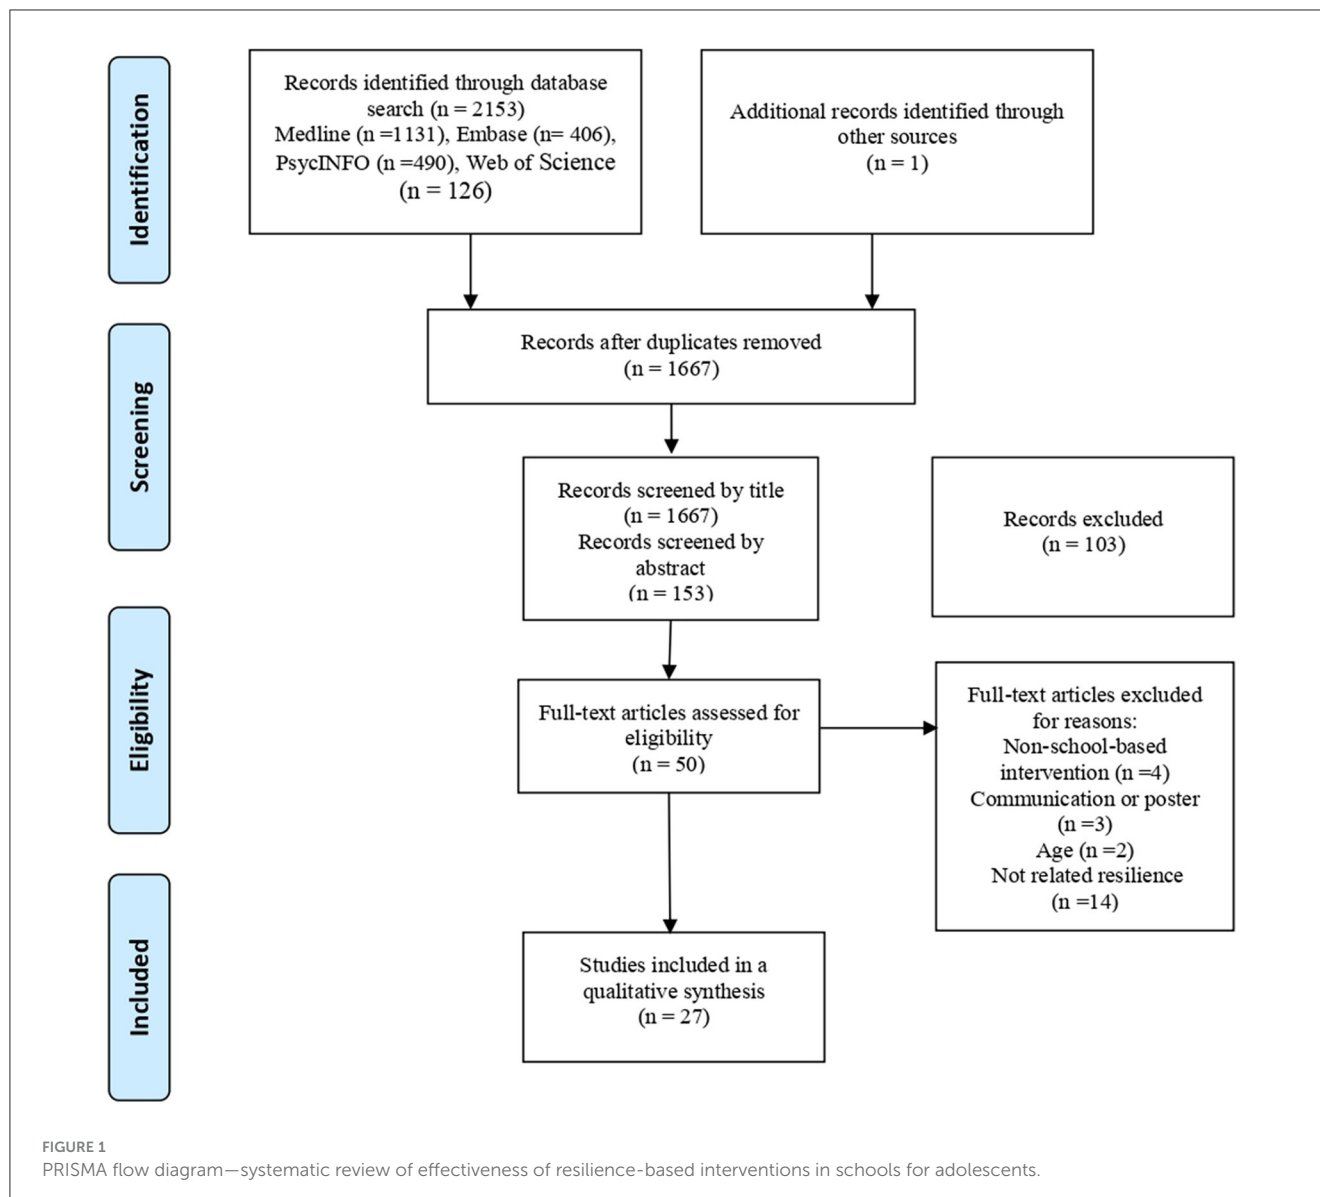 Identification
Records identified through database
search (n = 2153)
Medline (n =1131), Embase (n= 406),
PsycINFO (n =490), Web of Science
(n = 126)
Additional records identified through
other sources
(n = 1)
Screening
Records after duplicates removed
(n = 1667)
Records screened by title
(n = 1667)
Records screened by
abstract
(n = 153)
Records excluded
(n = 103)
Eligibility
Full-text articles assessed for
eligibility
(n = 50)
Full-text articles excluded
for reasons:
Non-school-based
intervention (n =4)
Communication or poster
(n =3)
Age (n =2)
Not related resilience
(n =14)
Included
Studies included in a
qualitative synthesis
(n = 27)
FIGURE 1
PRISMA flow diagram—systematic review of effectiveness of resilience-based interventions in schools for adolescents.